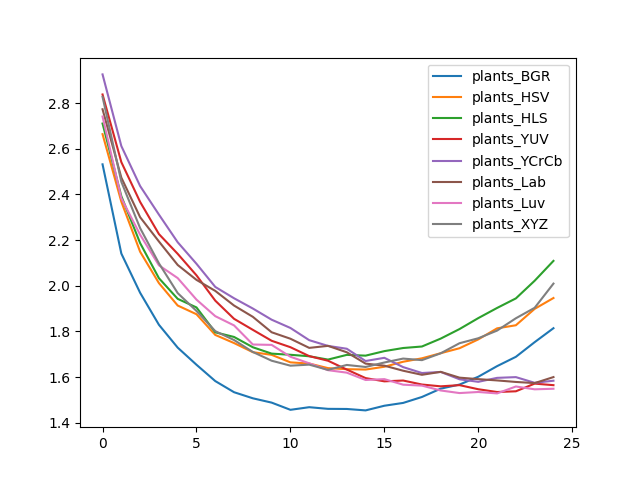 plants_BGR
plants_HSV
plants_HLS
plants_YUV
plants_YCrCb
plants_Lab
plants_Luv
plants_XYZ
2.8
2.6
2.4
2.2
2.0
1.8
1.6
1.4
0 5 10 15 20 25